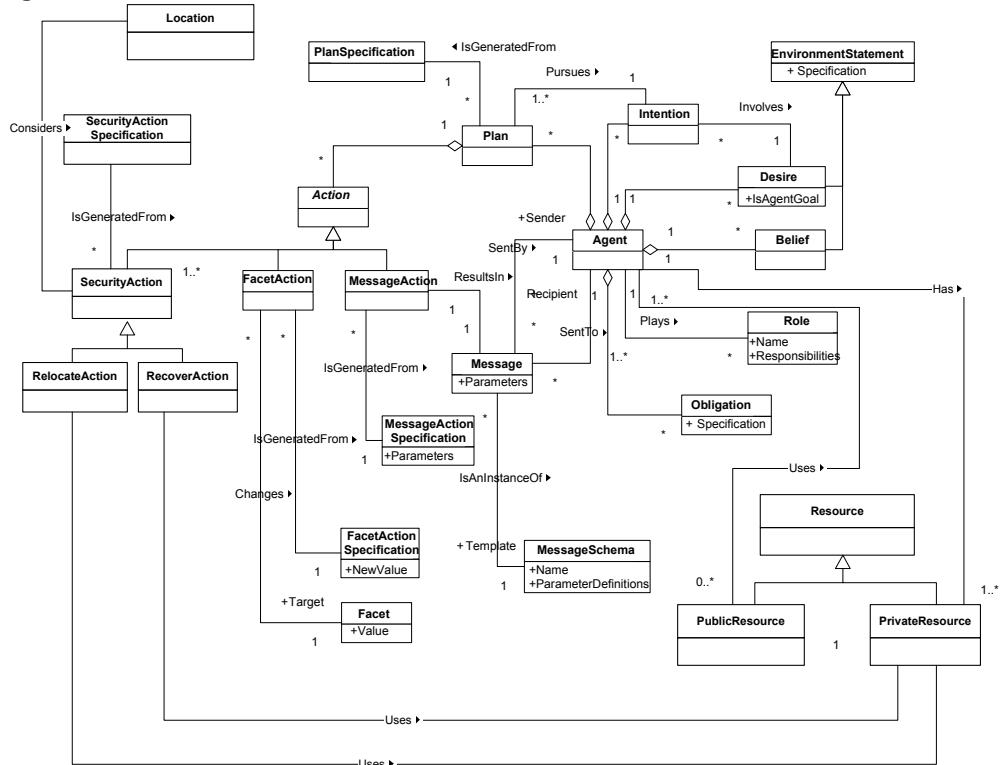 Location
PlanSpecification
◂ IsGeneratedFrom
EnvironmentStatement
+ Specification
Pursues ▸
1
1
1..*
*
Involves ▸
Considers ▸
SecurityAction
Specification
Intention
1
Plan
*
*
*
1
*
Desire
+IsAgentGoal
Action
IsGeneratedFrom ▸
1
1
1
*
+Sender
*
Agent
1
Belief
SentBy ▸
*
1..*
SecurityAction
FacetAction
MessageAction
ResultsIn ▸
1
1
Recipient
1
1
1..*
Has ▸
*
*
*
1
1
*
SentTo ▸
Plays ▸
Role
+Name
+Responsibilities
1..*
*
RelocateAction
RecoverAction
IsGeneratedFrom ▸
Message
+Parameters
*
*
MessageAction
Specification
+Parameters
Obligation
+ Specification
*
IsGeneratedFrom ▸
1
Uses ▸
IsAnInstanceOf ▸
Changes ▸
Resource
FacetAction
Specification
+NewValue
1
+ Template
1
MessageSchema
+Name
+ParameterDefinitions
0..*
1..*
+Target
1
Facet
+Value
PublicResource
1
PrivateResource
Uses ▸
Uses ▸